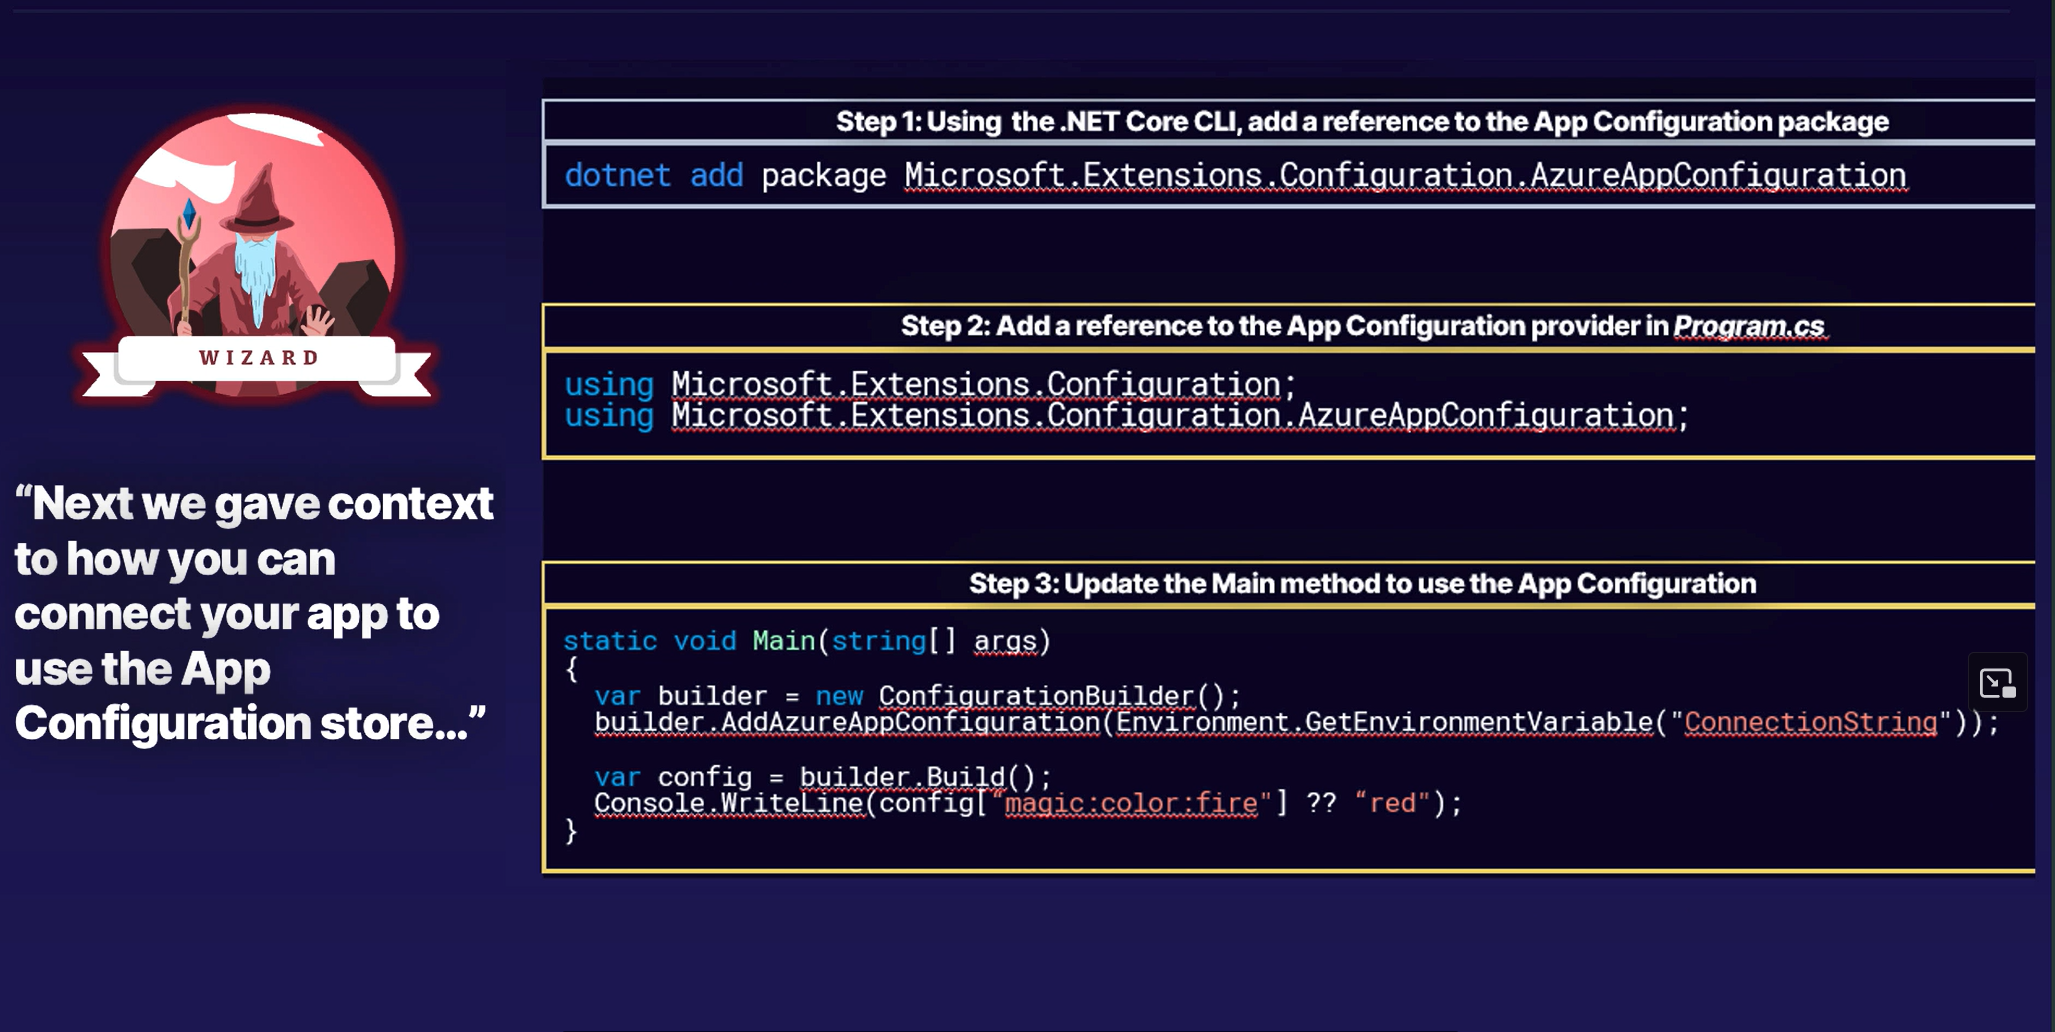 WIZARD
“Next we gave context
to how you can
connect your app to
use the App
Configuration store...”
Step 1: Using the .NET Core CLI, add a reference to the App Configuration package
dotnet add package Microsoft.Extensions.Configuration.AzureAppConfiguration
Step 2: Add a reference to the App Configuration provider in Program.cs
using Microsoft.Extensions.Configuration;
using Microsoft.Extensions.Configuration.AzureAppConfiguration;
Step 3: Update the Main method to use the App Configuration
static void Main(string[] args)
{
var builder = new ConfigurationBuilder();
builder.AddAzureAppConfiguration(Environment.GetEnvironmentVariable("ConnectionString"));
var config = builder.Build();
Console.WriteLine(config[“magic:color:fire"] ?? “red");
}